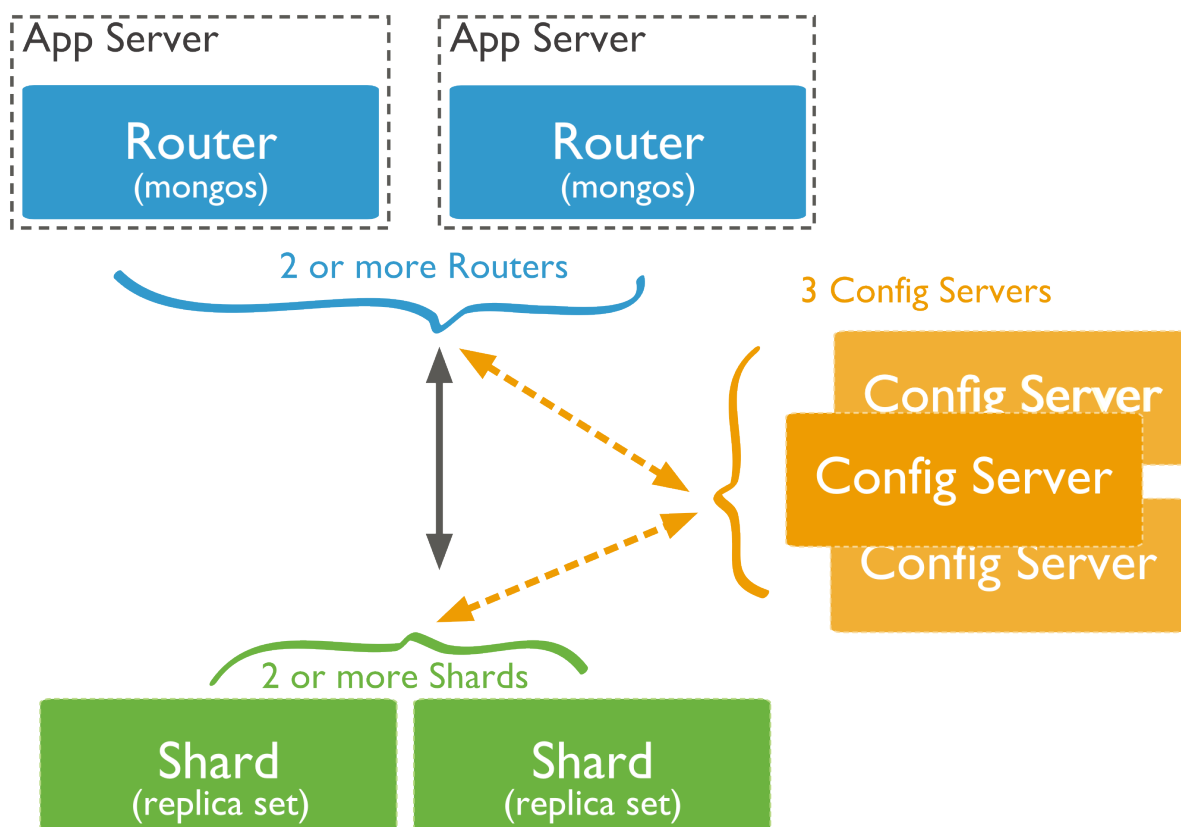 App Server
App Server
Router
(mongos)
Router
(mongos)
2 or more Routers
3 Config Servers
Config Server
Config Server
Config Server
2 or more Shards
Shard
(replica set)
Shard
(replica set)